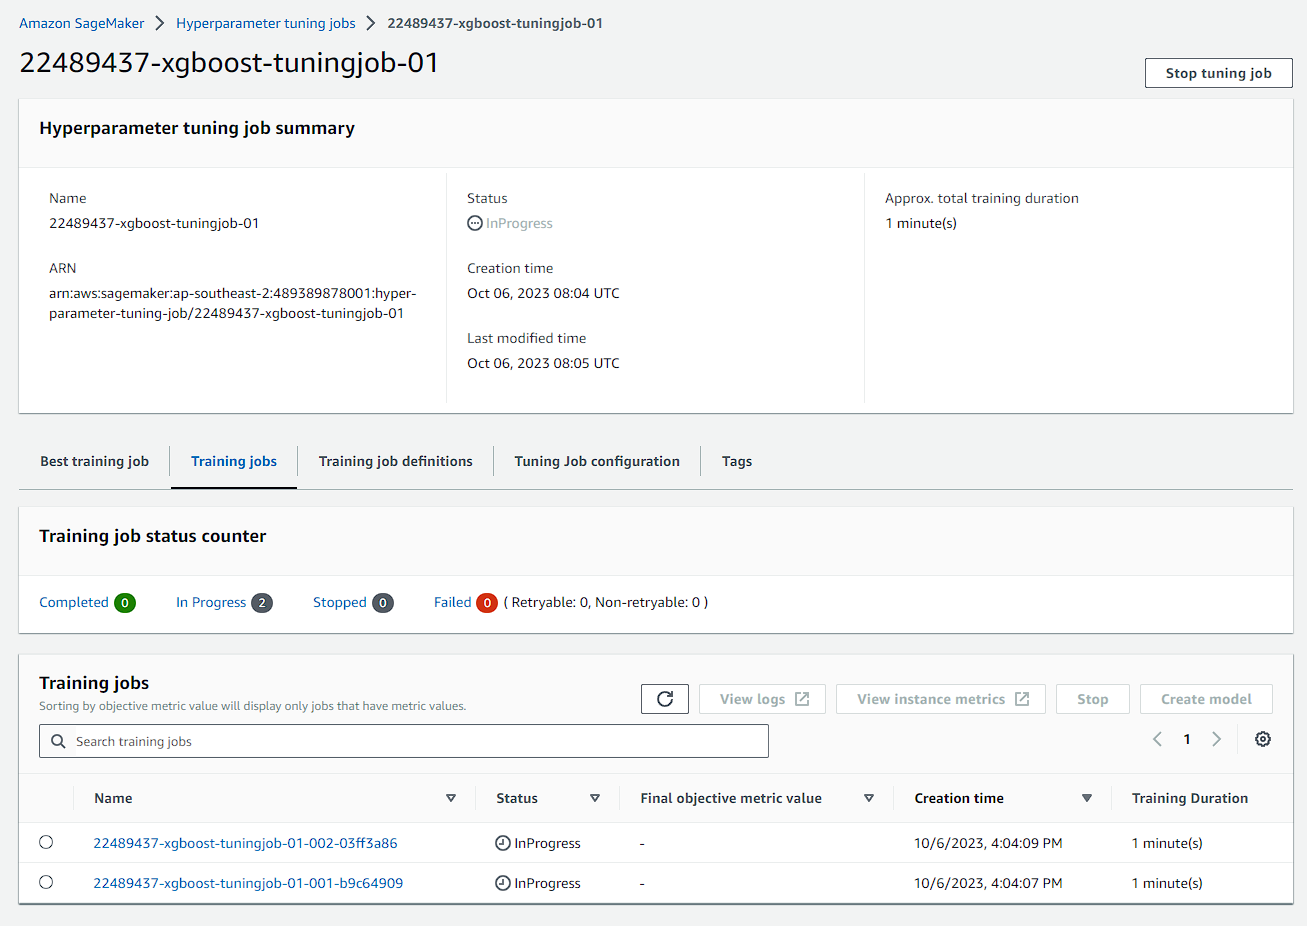 Amazon SageMaker > Hyperparameter tuning jobs > 22489437-xgboost-tuningjob-01
22489437-xgboost-tuningjob-01
Stop tuning job
Hyperparameter tuning job summary
Name
22489437-xgboost-tuningjob-01
ARN
arn:aws:sagemaker:ap-southeast-2:489389878001:hyper-
parameter-tuning-job/22489437-xgboost-tuningjob-01
Status
InProgress
Creation time
Oct 06, 2023 08:04 UTC
Last modified time
Oct 06, 2023 08:05 UTC
Approx. total training duration
1 minute(s)
Best training job Training jobs Training job definitions Tuning Job configuration Tags
Training job status counter
Completed 0 In Progress 2 Stopped 0 Failed 0 ( Retryable: 0, Non-retryable: 0 )
Training jobs
Sorting by objective metric value will display only jobs that have metric values.
View logs View instance metrics Stop Create model
Search training jobs
1
Name Status Final objective metric value Creation time Training Duration
22489437-xgboost-tuningjob-01-002-03ff3a86 InProgress - 10/6/2023, 4:04:09 PM 1 minute(s)
22489437-xgboost-tuningjob-01-001-b9c64909 InProgress - 10/6/2023, 4:04:07 PM 1 minute(s)